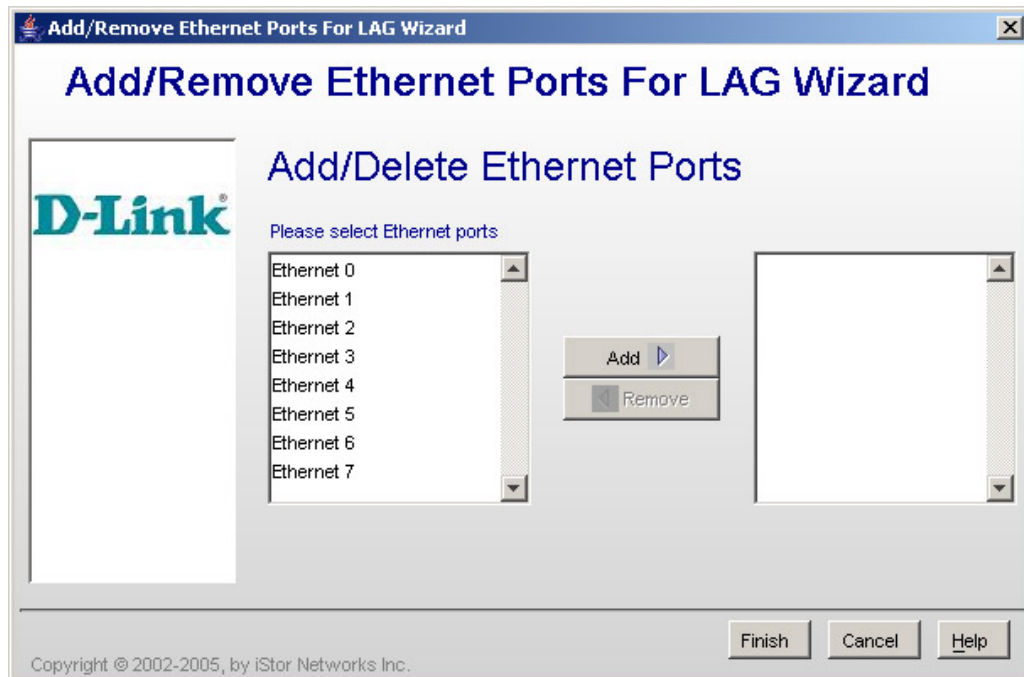 Add/Remove Ethernet Ports For LAG Wizard
Add/Remove Ethernet Ports For LAG Wizard
D-Link®
Add/Delete Ethernet Ports
Please select Ethernet ports
Ethernet 0
Ethernet 1
Ethernet 2
Ethernet 3
Ethernet 4
Ethernet 5
Ethernet 6
Ethernet 7
Add
Remove
Finish
Cancel
Help
Copyright © 2002-2005, by iStor Networks Inc.